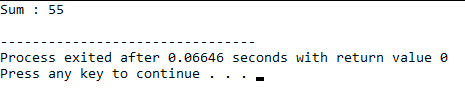 Sum : 55
--------------------------------
Process exited after 0.06646 seconds with return value 0
Press any key to continue . . .